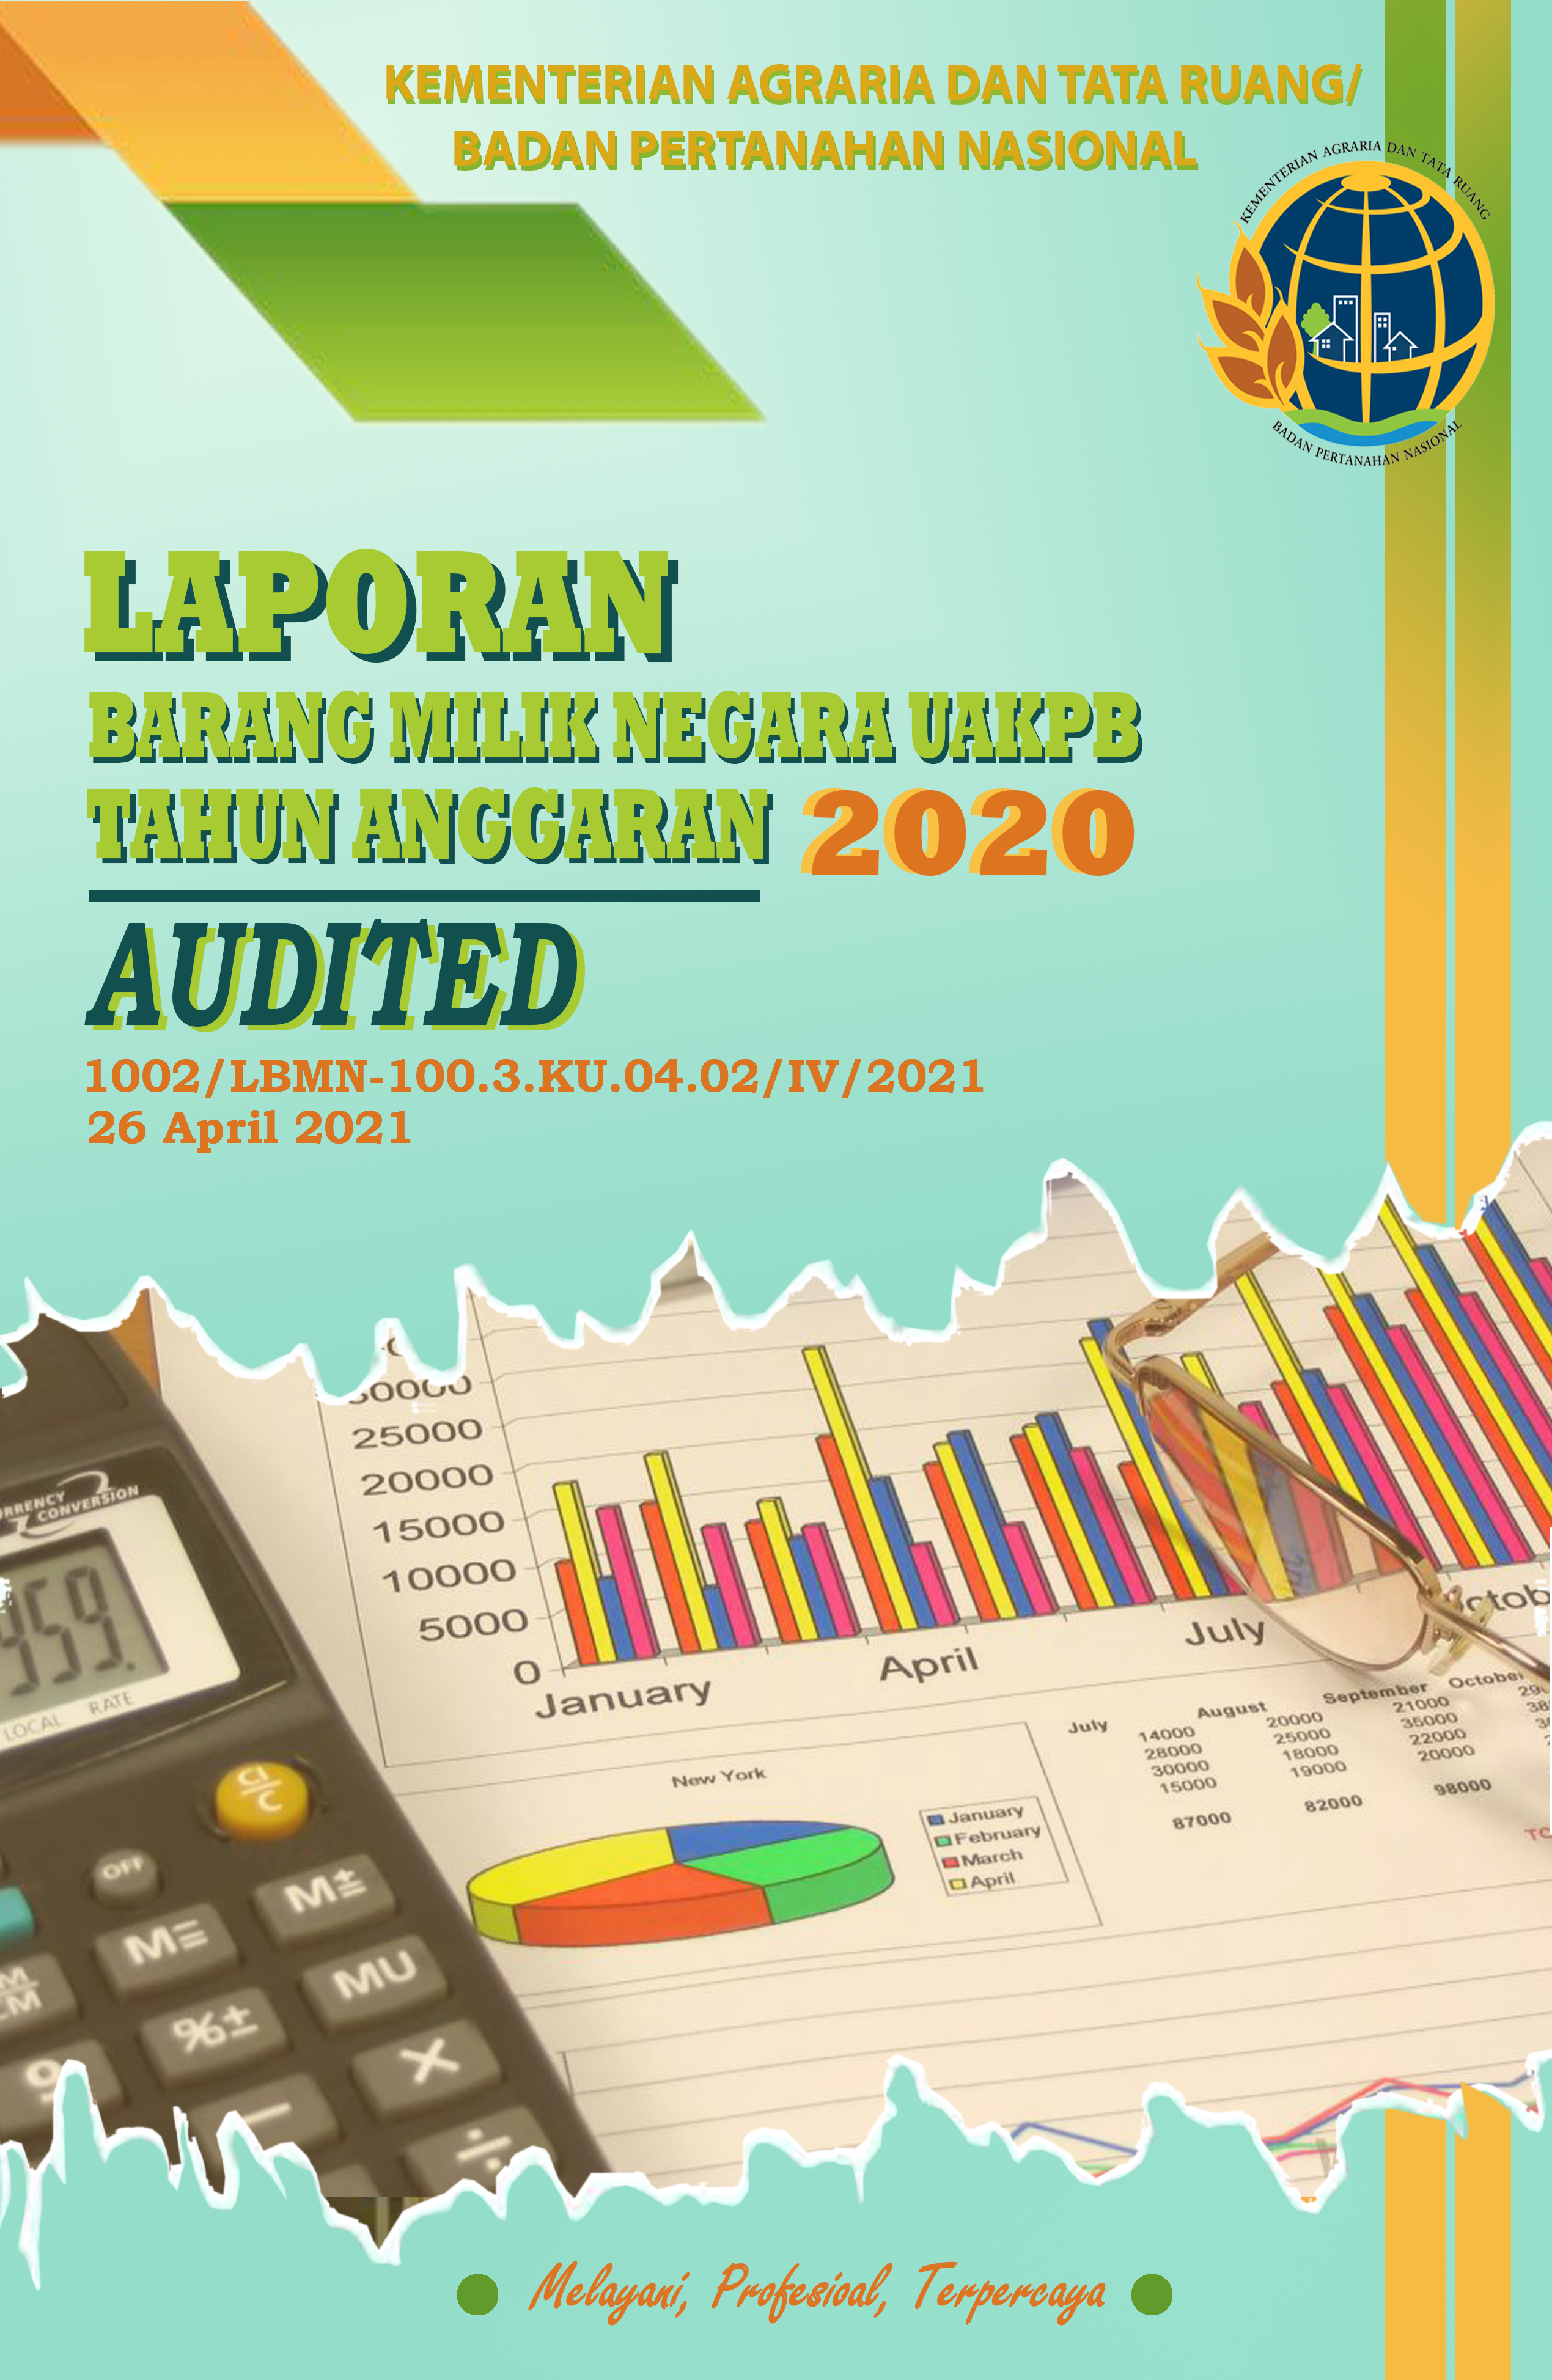 KEMENTERIAN AGRARIA DAN TATA RUANG/
BADAN PERTANAHAN NASIONAL
KEMENTERIAN AGRARIA DAN TATA RUANG
BADAN PERTANAHAN NASIONAL
LAPORAN
BARANG MILIK NEGARA UAKPB
TAHUN ANGGARAN 2020
AUDITED
1002/LBMN-100.3.KU.04.02/IV/2021
26 April 2021
25000
20000
15000
10000
5000
0
January April July
CONVERSION
LOCAL RATE
CI/C
OFF
M±=
M=
MU
%±
X
÷
New York
January
February
March
April
July August September October
14000 20000 21000
28000 25000 35000
30000 18000 22000
15000 19000 20000
87000 82000 98000
Melayani, Profesioal, Terpercaya